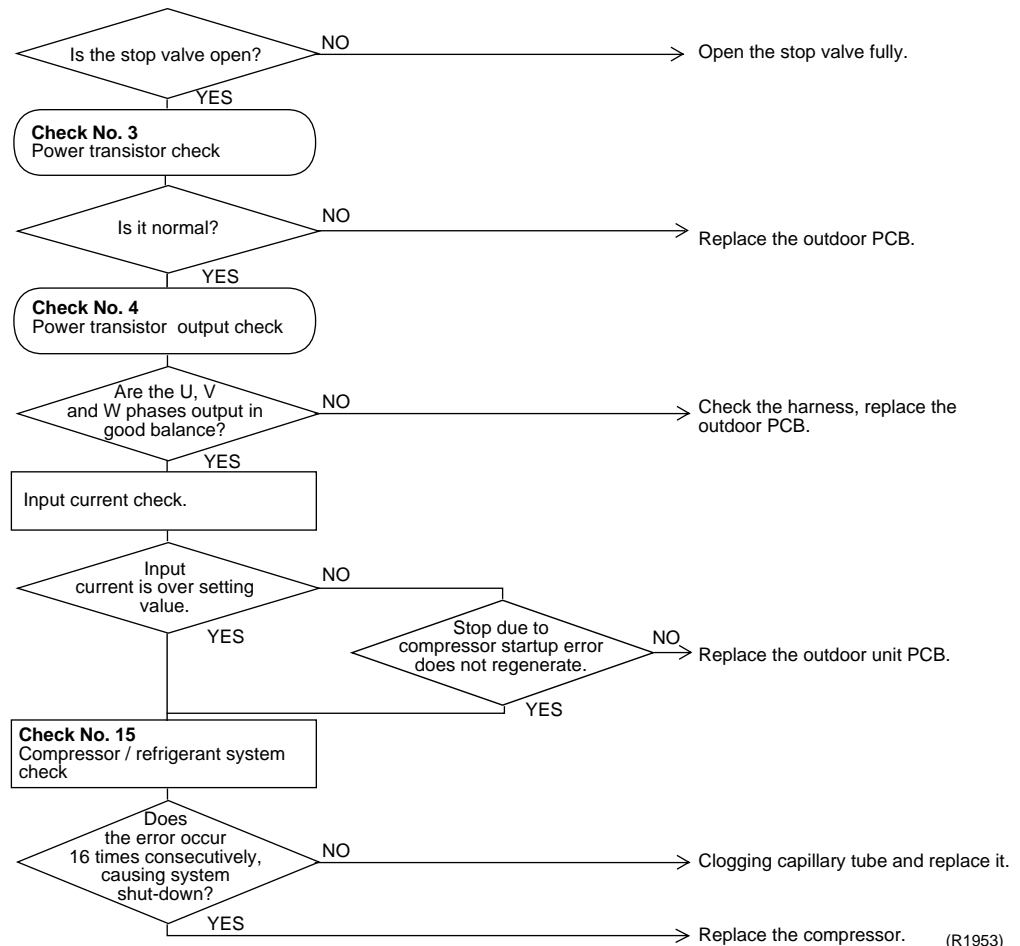 Is the stop valve open?
NO
Open the stop valve fully.
YES
Check No. 3
Power transistor check
Is it normal?
NO
Replace the outdoor PCB.
YES
Check No. 4
Power transistor output check
Are the U, V
and W phases output in
good balance?
NO
Check the harness, replace the
outdoor PCB.
YES
Input current check.
Input
current is over setting
value.
NO
YES
Stop due to
compressor startup error
does not regenerate.
NO
Replace the outdoor unit PCB.
YES
Check No. 15
Compressor / refrigerant system
check
Does
the error occur
16 times consecutively,
causing system
shut-down?
NO
Clogging capillary tube and replace it.
YES
Replace the compressor.
(R1953)